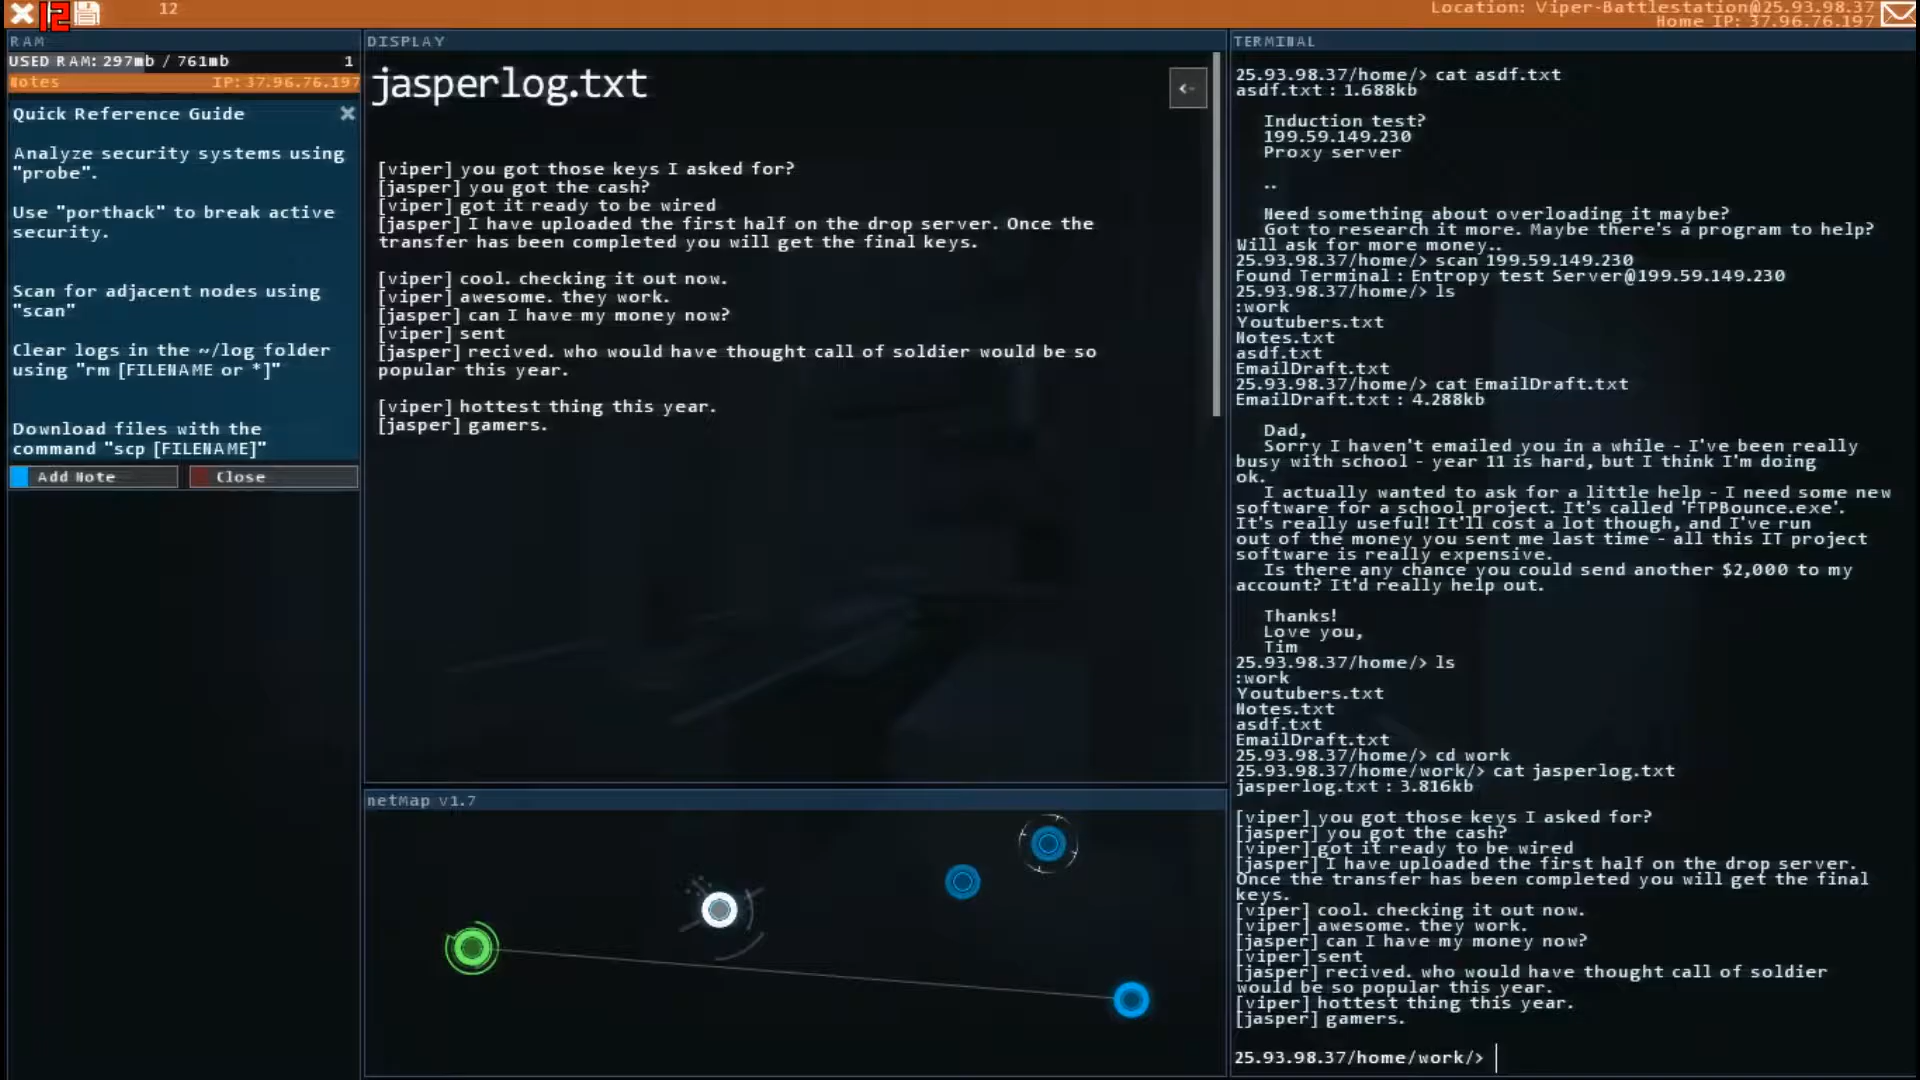 12
Location: Viper-Battlestation@25.93.98.37
Home IP: 37.96.76.197
RAM
USED RAM: 297mb / 761mb 1
Notes IP: 37.96.76.197
Quick Reference Guide
Analyze security systems using
"probe".
Use "porthack" to break active
security.
Scan for adjacent nodes using
"scan"
Clear logs in the ~/log folder
using "rm [FILENAME or *]"
Download files with the
command "scp [FILENAME]"
Add Note Close
DISPLAY
jasperlog.txt
<-
[viper] you got those keys I asked for?
[jasper] you got the cash?
[viper] got it ready to be wired
[jasper] I have uploaded the first half on the drop server. Once the
transfer has been completed you will get the final keys.
[viper] cool. checking it out now.
[viper] awesome. they work.
[jasper] can I have my money now?
[viper] sent
[jasper] recived. who would have thought call of soldier would be so
popular this year.
[viper] hottest thing this year.
[jasper] gamers.
netMap v1.7
TERMINAL
25.93.98.37/home/> cat asdf.txt
asdf.txt : 1.688kb
Induction test?
199.59.149.230
Proxy server
..
Need something about overloading it maybe?
Got to research it more. Maybe there's a program to help?
Will ask for more money..
25.93.98.37/home/> scan 199.59.149.230
Found Terminal : Entropy test Server@199.59.149.230
25.93.98.37/home/> ls
:work
Youtubers.txt
Notes.txt
asdf.txt
EmailDraft.txt
25.93.98.37/home/> cat EmailDraft.txt
EmailDraft.txt : 4.288kb
Dad,
Sorry I haven't emailed you in a while - I've been really
busy with school - year 11 is hard, but I think I'm doing
ok.
I actually wanted to ask for a little help - I need some new
software for a school project. It's called 'FTPBounce.exe'.
It's really useful! It'll cost a lot though, and I've run
out of the money you sent me last time - all this IT project
software is really expensive.
Is there any chance you could send another $2,000 to my
account? It'd really help out.
Thanks!
Love you,
Tim
25.93.98.37/home/> ls
:work
Youtubers.txt
Notes.txt
asdf.txt
EmailDraft.txt
25.93.98.37/home/> cd work
25.93.98.37/home/work/> cat jasperlog.txt
jasperlog.txt : 3.816kb
[viper] you got those keys I asked for?
[jasper] you got the cash?
[viper] got it ready to be wired
[jasper] I have uploaded the first half on the drop server.
Once the transfer has been completed you will get the final
keys.
[viper] cool. checking it out now.
[viper] awesome. they work.
[jasper] can I have my money now?
[viper] sent
[jasper] recived. who would have thought call of soldier
would be so popular this year.
[viper] hottest thing this year.
[jasper] gamers.
25.93.98.37/home/work/>